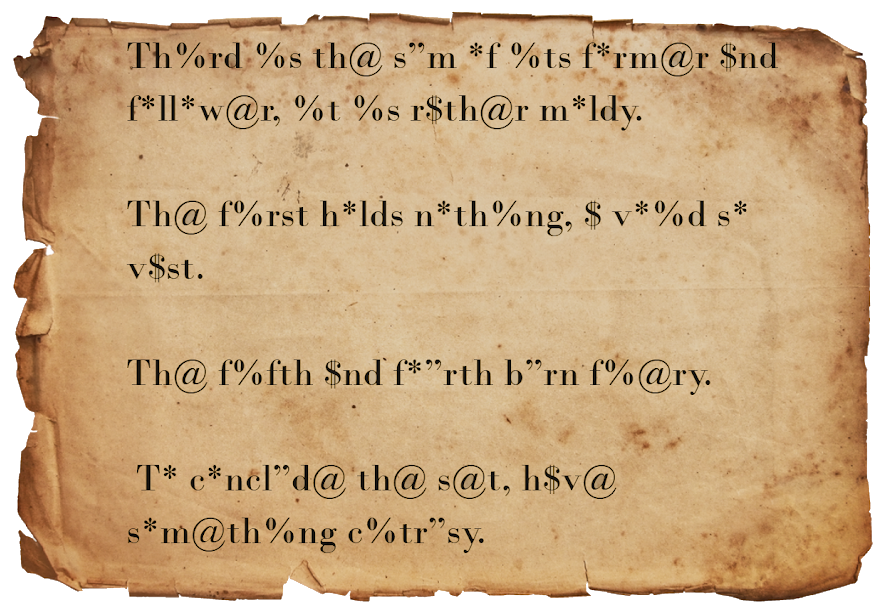 Th%rd %s th@ s”m *f %ts f*rm@r $nd
f*ll*w@r, %t %s r$th@r m*ldy.
Th@ f%rst h*lds n*th%ng, $ v*%d s*
v$st.
Th@ f%fth $nd f*”rth b”rn f%@ry.
T* c*ncl”d@ th@ s@t, h$v@
s*m@th%ng c%tr”sy.